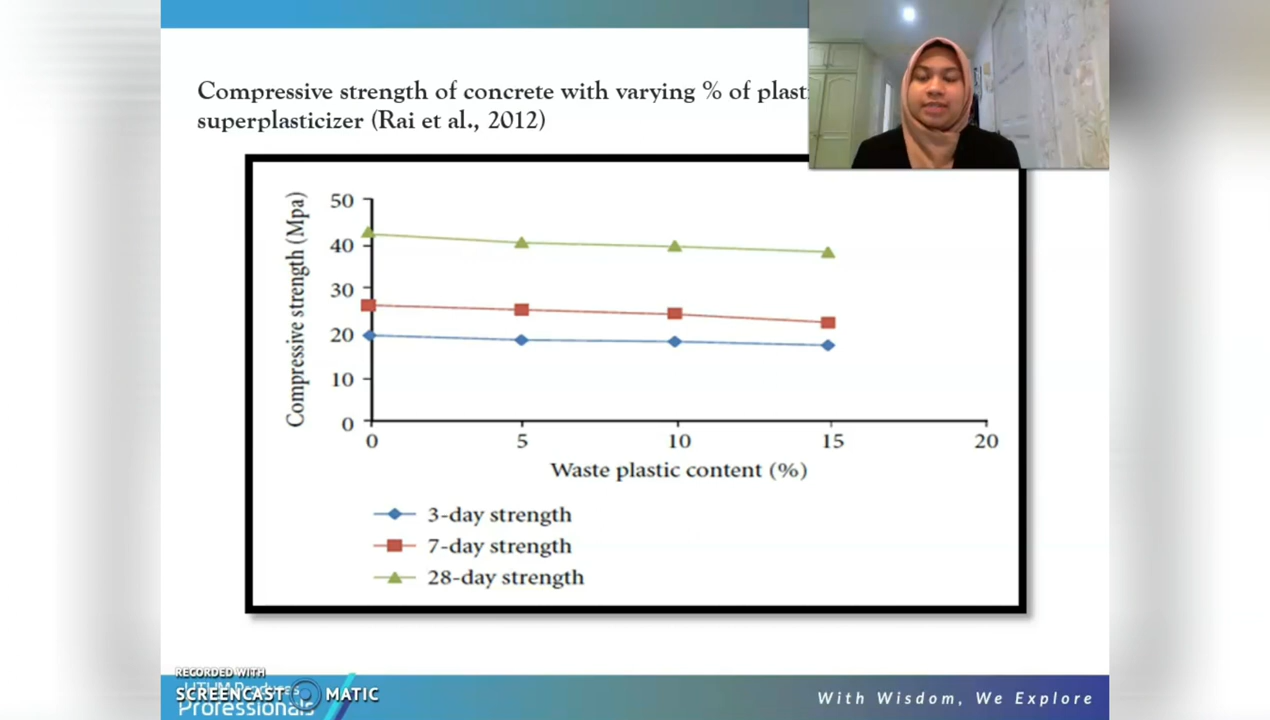 Compressive strength of concrete with varying % of plast
superplasticizer (Rai et al., 2012)
Compressive strength (Mpa)
50
40
30
20
10
0
0 5 10 15 20
Waste plastic content (%)
3-day strength
7-day strength
28-day strength
RECORDED WITH
SCREENCAST MATIC
Professionals
With Wisdom, We Explore